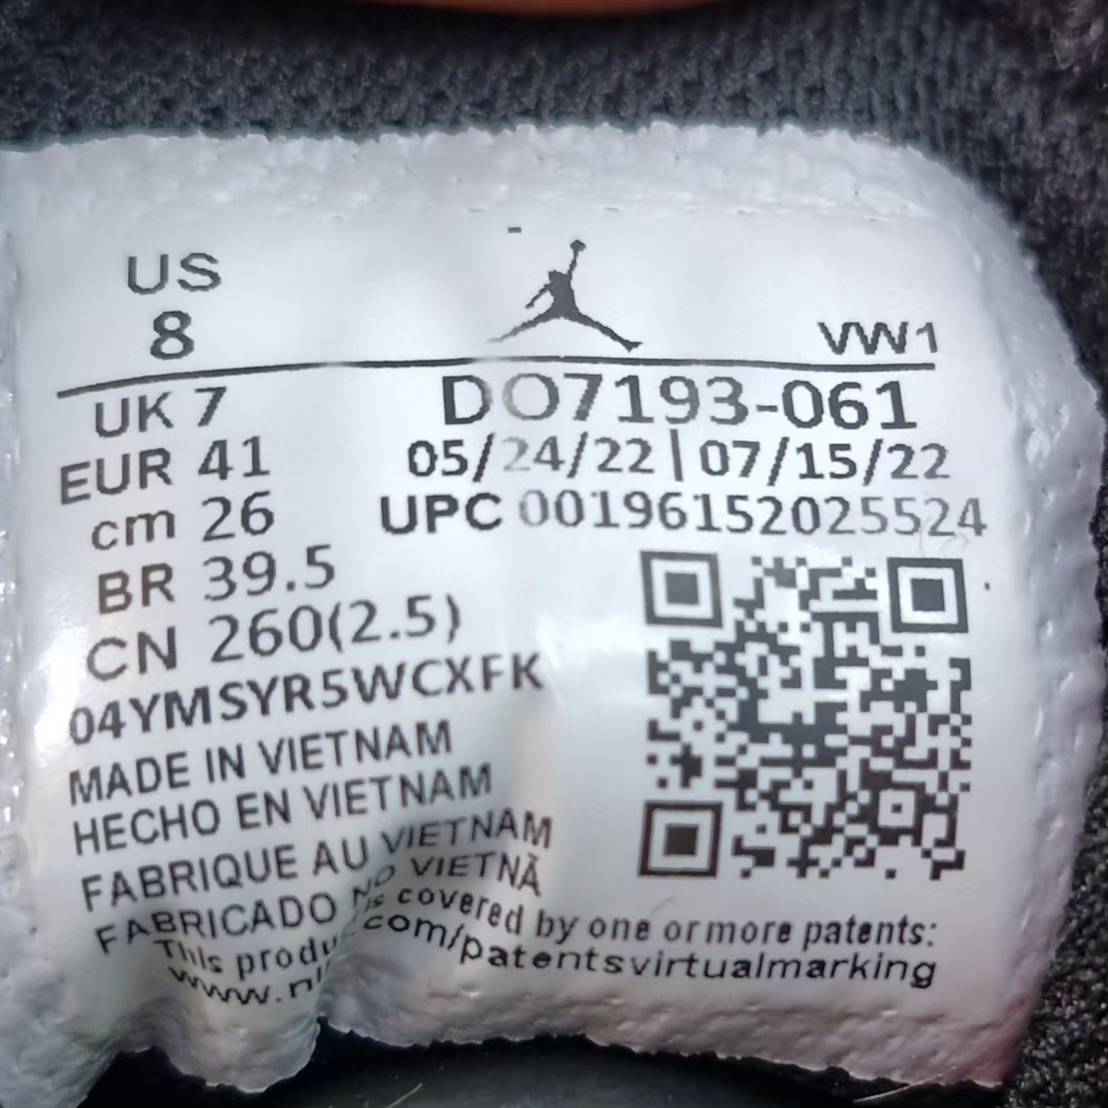 US
8
VW1
UK 7
DO7193-061
EUR 41
05/24/22 | 07/15/22
cm 26
UPC 00196152025524
BR 39.5
CN 260(2.5)
04YMSYR5WCXFK
MADE IN VIETNAM
HECHO EN VIETNAM
FABRIQUE AU VIETNAM
FABRICADO NO VIETNÃ
This is covered by one or more patents:
.com/patentsvirtualmarking